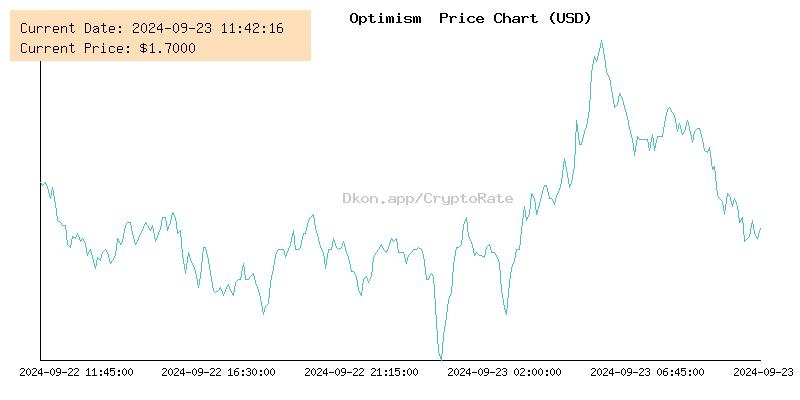 Optimism Price Chart (USD)
Current Date: 2024-09-23 11:42:16
Current Price: $1.7000
Dkon.app/CryptoRate
2024-09-22 11:45:00 2024-09-22 16:30:00 2024-09-22 21:15:00 2024-09-23 02:00:00 2024-09-23 06:45:00 2024-09-23